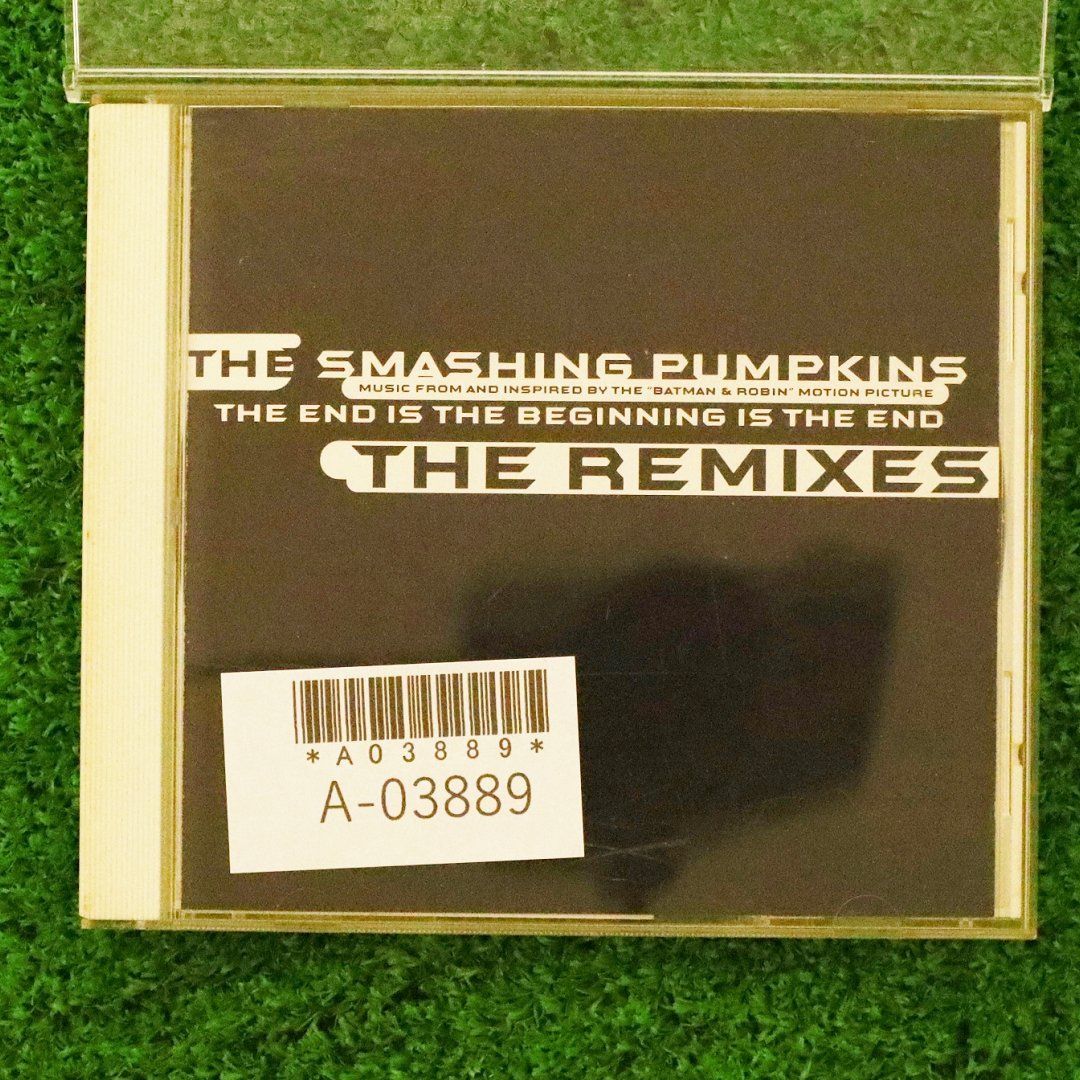 THE SMASHING PUMPKINS
MUSIC FROM AND INSPIRED BY THE "BATMAN & ROBIN" MOTION PICTURE
THE END IS THE BEGINNING IS THE END
THE REMIXES
*A03889*
A-03889